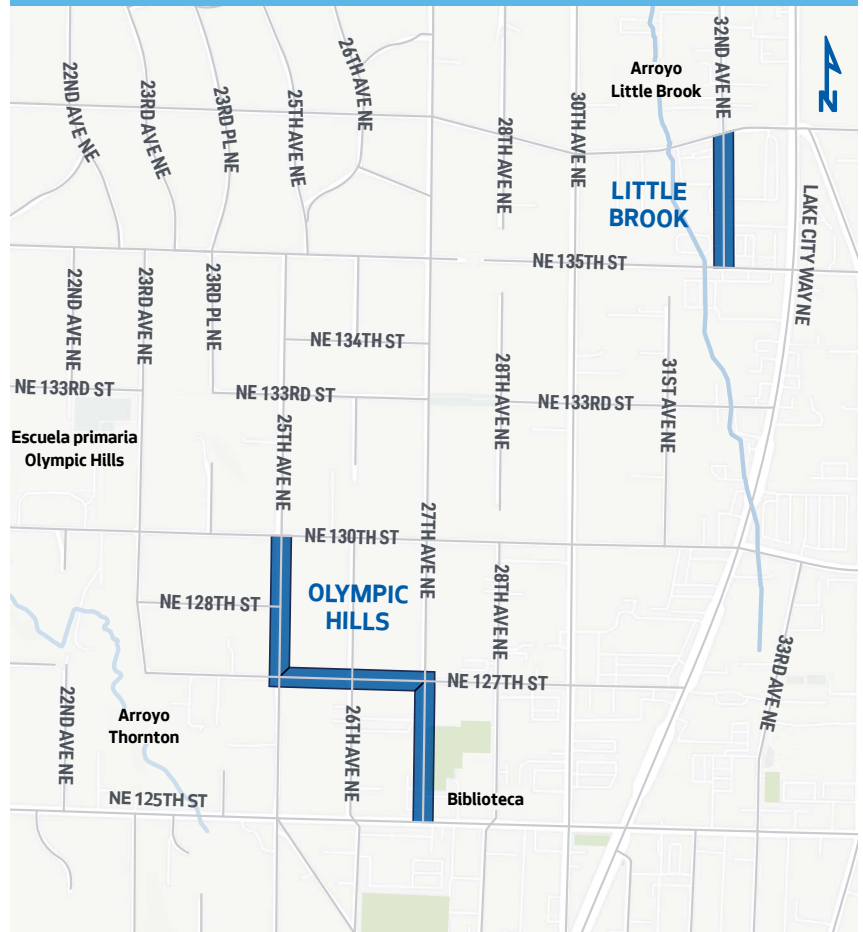 26TH AVE NE
32ND AVE NE
N
22ND AVE NE
23RD AVE NE
23RD PL NE
25TH AVE NE
28TH AVE NE
30TH AVE NE
Arroyo
Little Brook
LITTLE
BROOK
LAKE CITY WAY NE
NE 135TH ST
22ND AVE NE
23RD AVE NE
23RD PL NE
NE 134TH ST
28TH AVE NE
31ST AVE NE
NE 133RD ST
NE 133RD ST
NE 133RD ST
Escuela primaria
Olympic Hills
25TH AVE NE
27TH AVE NE
NE 130TH ST
NE 128TH ST
OLYMPIC
HILLS
28TH AVE NE
33RD AVE NE
NE 127TH ST
22ND AVE NE
Arroyo
Thornton
26TH AVE NE
NE 125TH ST
Biblioteca